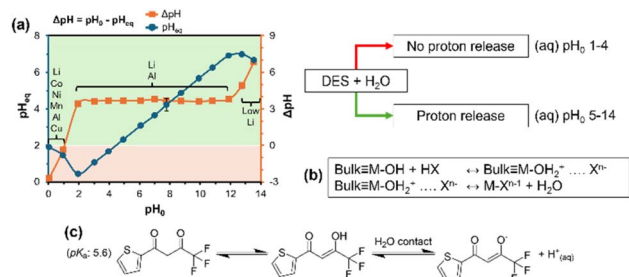 (a)
ΔpH = pH0 - pHeq
ΔpH
pHeq
8
6
4
2
0
pHeq
9
6
3
0
-3
ΔpH
Li
Co
Ni
Mn
Al
Cu
Li
Al
Low
Li
0 2 4 6 8 10 12 14
pH0
DES + H2O
No proton release (aq) pH0 1-4
Proton release (aq) pH0 5-14
(b)
Bulk≡M-OH + HX ↔ Bulk≡M-OH2+ .... Xn-
Bulk≡M-OH2+ .... Xn- ↔ M-Xn-1 + H2O
(c)
(pKa: 5.6)
S O O F F F
S O OH F F F
H2O contact
S O O- F F F
+ H+(aq)